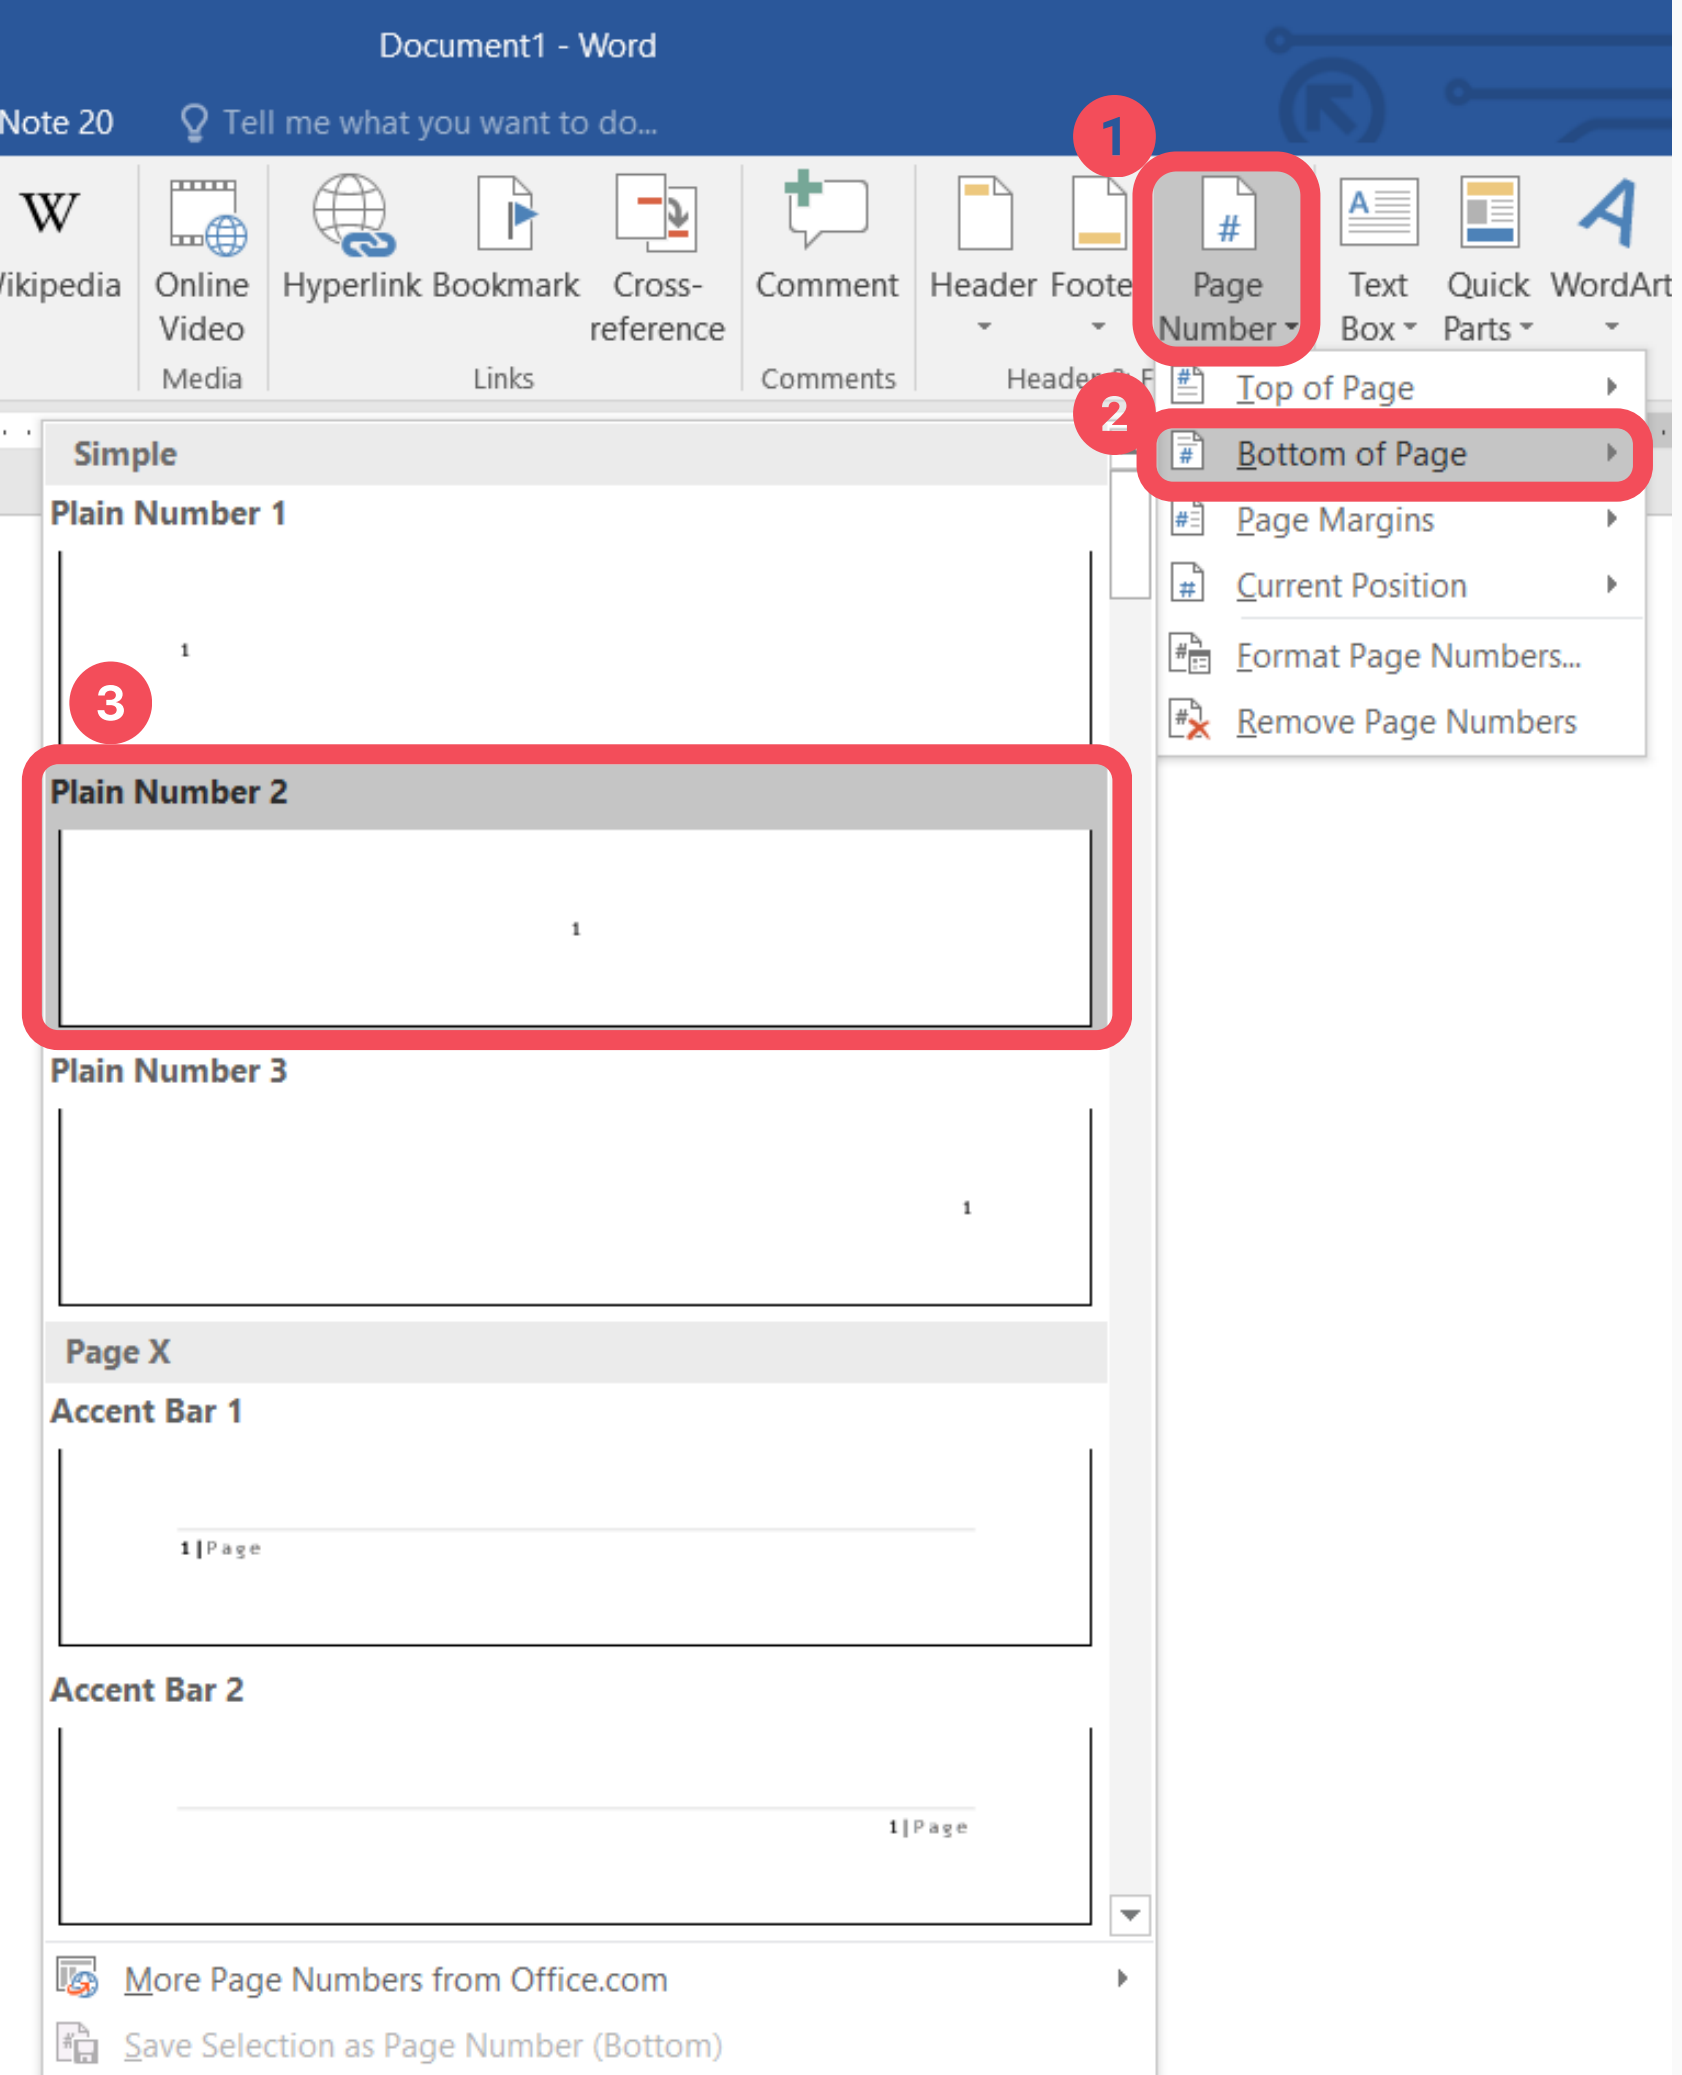 Document1 - Word
Note 20 Tell me what you want to do...
1
W
A
#
Wikipedia Online Video Hyperlink Bookmark Cross-reference Comment Header Footer Page Number Text Box Quick Parts WordArt
Media Links Comments Header & F
2
Top of Page
Bottom of Page
Page Margins
Current Position
Format Page Numbers...
Remove Page Numbers
Simple
Plain Number 1
1
3
Plain Number 2
1
Plain Number 3
1
Page X
Accent Bar 1
1|Page
Accent Bar 2
1|Page
More Page Numbers from Office.com
Save Selection as Page Number (Bottom)